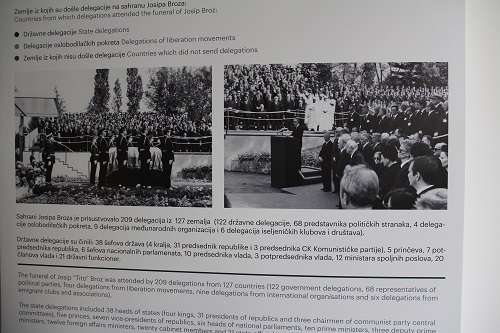 Zemlje iz kojih su došle delegacije na sahranu Josipa Broza:
Countries from which delegations attended the funeral of Josip Broz:
Državne delegacije State delegations
Delegacije oslobodilačkih pokreta Delegations of liberation movements
Zemlje iz kojih nisu došle delegacije Countries which did not send delegations
Sahrani Josipa Broza je prisustvovalo 209 delegacija iz 127 zemalja (122 državne delegacije, 68 predstavnika političkih stranaka, 4 delega-
cije oslobodilačkih pokreta, 9 delegacija međunarodnih organizacija i 6 delegacija iseljeničkih klubova i društava).
Državne delegacije su činili: 38 šefova država (4 kralja, 31 predsednik republike i 3 predsednika CK Komunističke partije), 5 prinčeva, 7 pot-
predsednika republika, 6 šefova nacionalnih parlamenata, 10 predsednika vlada, 3 potpredsednika vlada, 12 ministara spoljnih poslova, 20
članova vlada i 21 državni funkcioner.
The funeral of Josip "Tito" Broz was attended by 209 delegations from 127 countries (122 government delegations, 68 representatives of
political parties, four delegations from liberation movements, nine delegations from international organisations and six delegations from
emigrant clubs and associations).
The state delegations included 38 heads of states (four kings, 31 presidents of republics and three chairmen of communist party central
committees), five princes, seven vice-presidents of republics, six heads of national parliaments, ten prime ministers, three deputy prime
ministers, twelve foreign affairs ministers, twenty cabinet members and 21 state